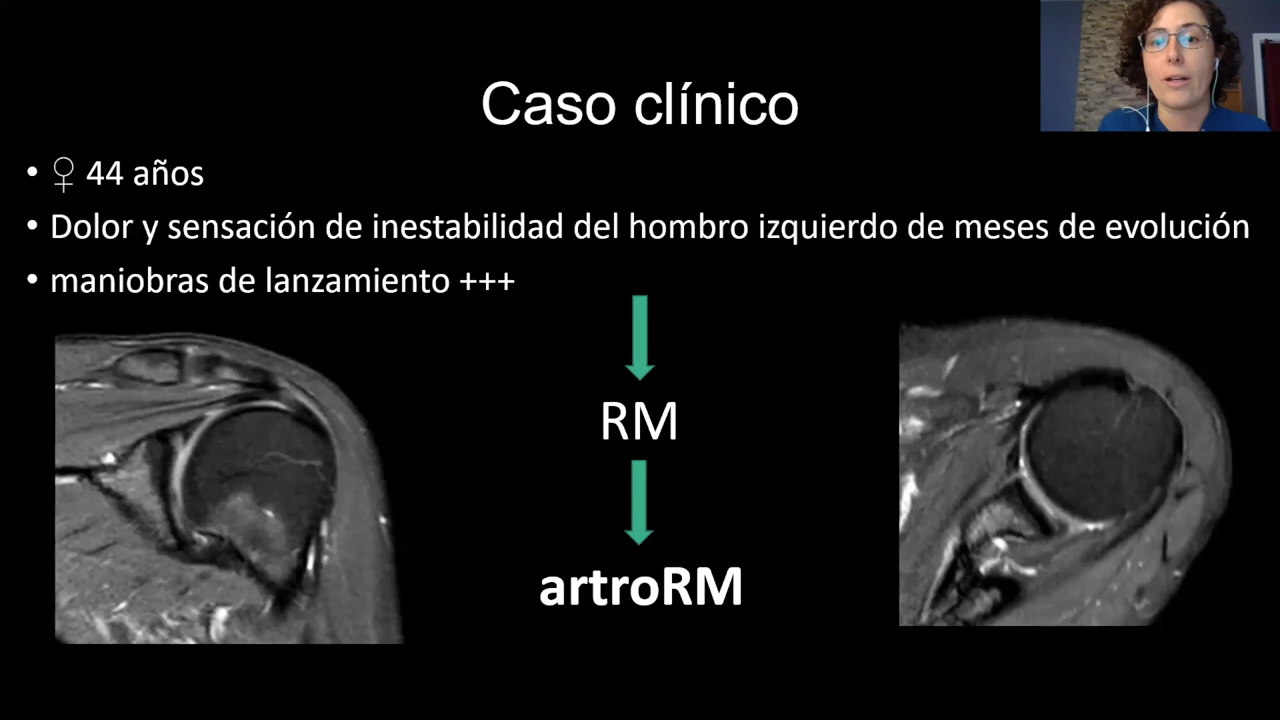 Caso clínico
• ♀ 44 años
• Dolor y sensación de inestabilidad del hombro izquierdo de meses de evolución
• maniobras de lanzamiento +++
RM
artroRM